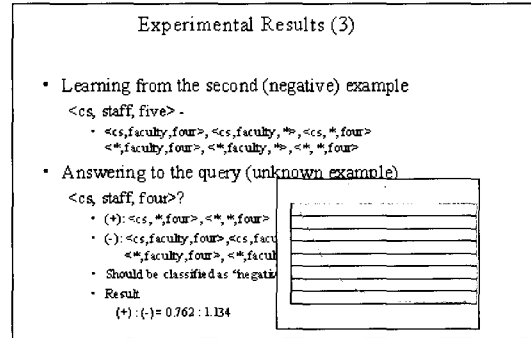 Experimental Results (3)
• Learning from the second (negative) example
<cs, staff, five> -
• <cs,faculty,four>, <cs,faculty, *>, <cs, *,four>
<*,faculty,four>, <*,faculty, *>, <*, *,four>
• Answering to the query (unknown example)
<cs, staff, four>?
• (+): <cs, *,four>, <*, *,four>
• (-): <cs,faculty,four>,<cs,facu
<*,faculty,four>, <*,facul
• Should be classified as "negativ
• Result
(+) : (-) = 0.762 : 1.134